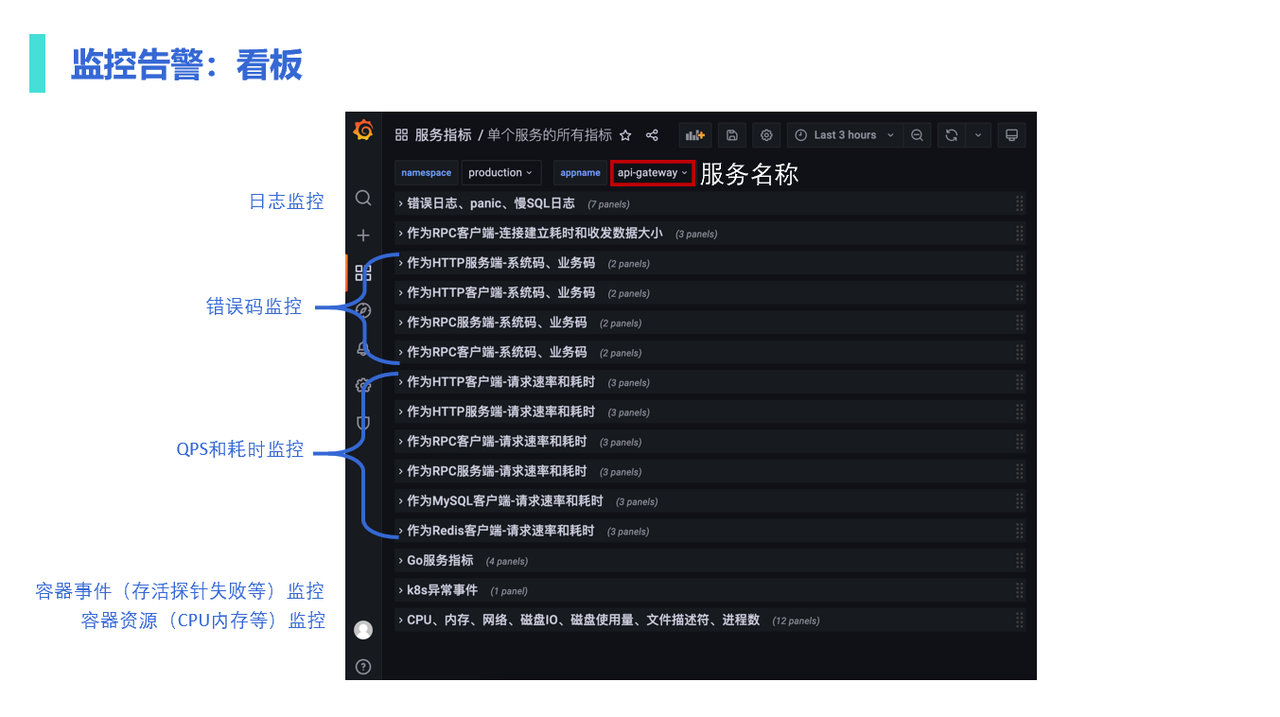 监控告警：看板
服务指标 / 单个服务的所有指标
Last 3 hours
namespace production appname api-gateway 服务名称
日志监控
错误日志、panic、慢SQL日志 (7 panels)
作为RPC客户端-连接建立耗时和收发数据大小 (3 panels)
作为HTTP服务端-系统码、业务码 (2 panels)
作为HTTP客户端-系统码、业务码 (2 panels)
错误码监控
作为RPC服务端-系统码、业务码 (2 panels)
作为RPC客户端-系统码、业务码 (2 panels)
作为HTTP客户端-请求速率和耗时 (3 panels)
作为HTTP服务端-请求速率和耗时 (3 panels)
作为RPC客户端-请求速率和耗时 (3 panels)
QPS和耗时监控
作为RPC服务端-请求速率和耗时 (3 panels)
作为MySQL客户端-请求速率和耗时 (3 panels)
作为Redis客户端-请求速率和耗时 (3 panels)
Go服务指标 (4 panels)
容器事件（存活探针失败等）监控
k8s异常事件 (1 panel)
容器资源（CPU内存等）监控
CPU、内存、网络、磁盘IO、磁盘使用量、文件描述符、进程数 (12 panels)